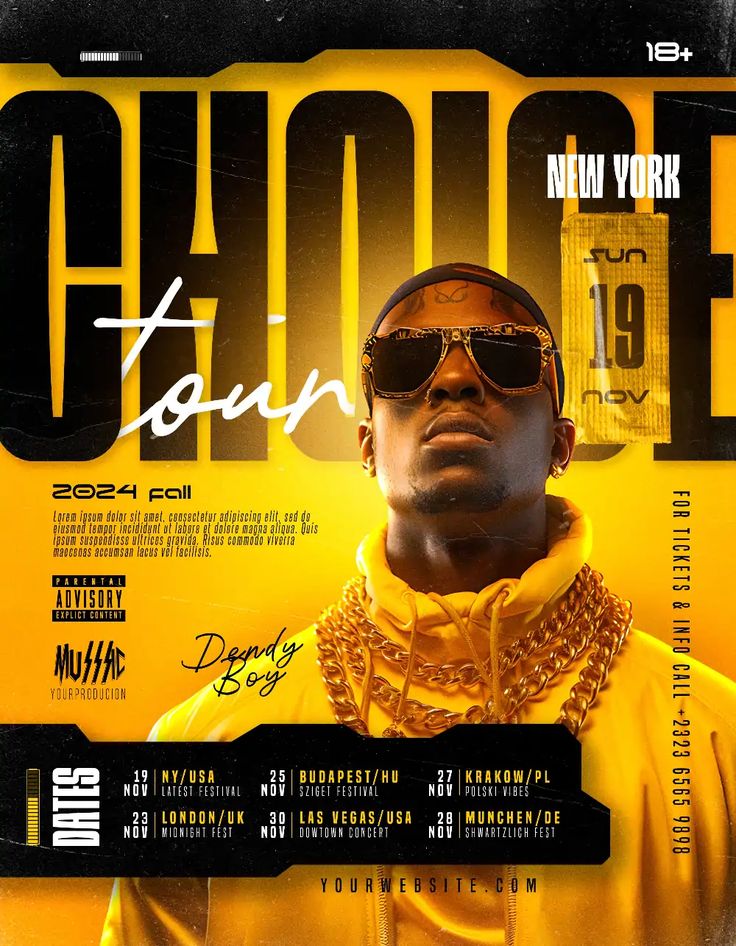 18+
CHOICE
tour
NEW YORK
SUN
19
NOV
2024 Fall
Lorem ipsum dolor sit amet, consectetur adipiscing elit, sed do
eiusmod tempor incididunt ut labore et dolore magna aliqua. Quis
ipsum suspendisse ultrices gravida. Risus commodo viverra
maecenas accumsan lacus vel facilisis.
PARENTAL
ADVISORY
EXPLICIT CONTENT
MUSSAC
YOURPRODUCION
Dendy
Boy
FOR TICKETS & INFO CALL +2323 6565 9898
DATES
19 NOV NY/USA
LATEST FESTIVAL
25 NOV BUDAPEST/HU
SZIGET FESTIVAL
27 NOV KRAKOW/PL
POLSKI VIBES
23 NOV LONDON/UK
MIDNIGHT FEST
30 NOV LAS VEGAS/USA
DOWTOWN CONCERT
28 NOV MUNCHEN/DE
SHWARTZLICH FEST
YOURWEBSITE.COM